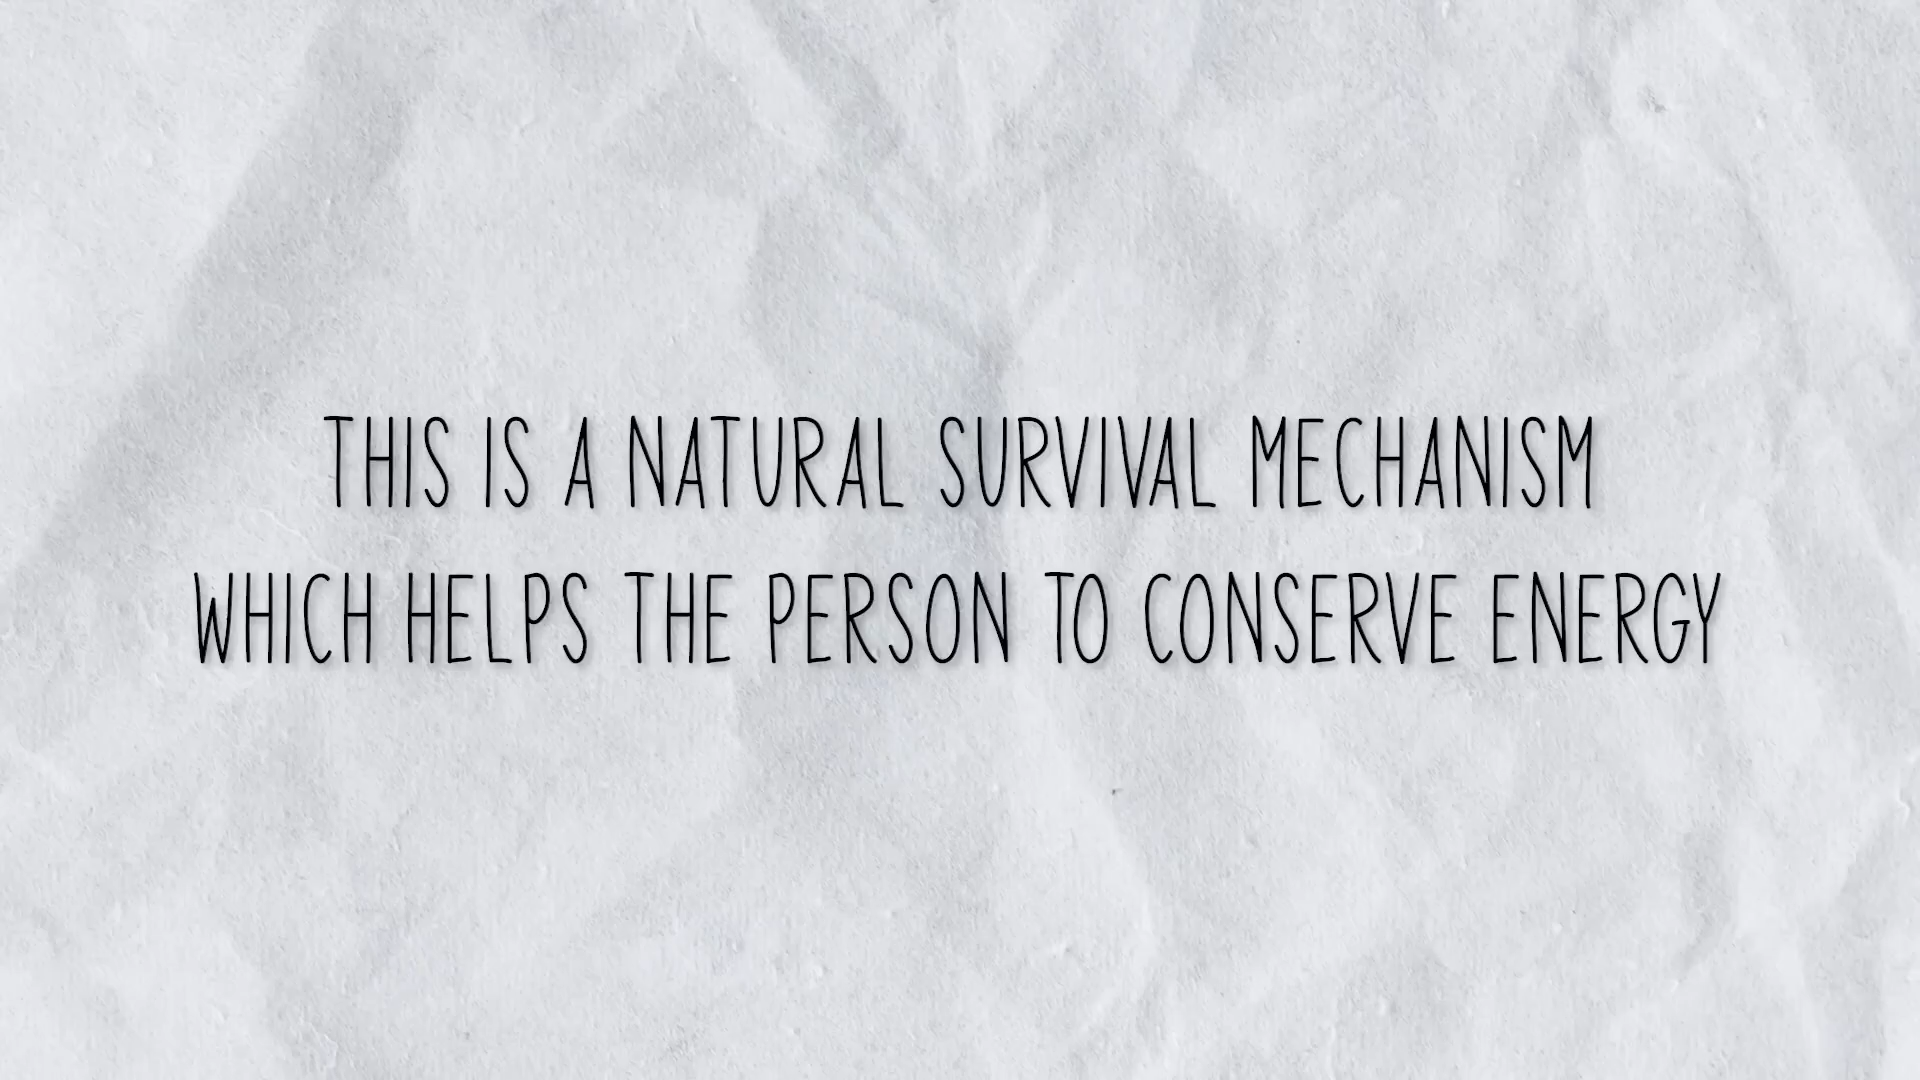 THIS IS A NATURAL SURVIVAL MECHANISM
WHICH HELPS THE PERSON TO CONSERVE ENERGY